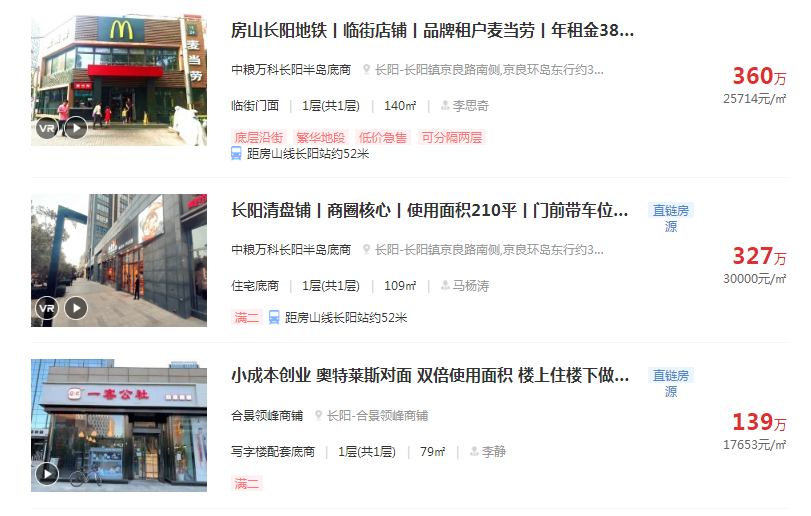 房山长阳地铁丨临街店铺丨品牌租户麦当劳丨年租金38...
中粮万科长阳半岛底商 长阳-长阳镇京良路南侧,京良环岛东行约3...
临街门面 | 1层(共1层) | 140㎡ | 李思奇
底层沿街 繁华地段 低价急售 可分隔两层
距房山线长阳站约52米
360万
25714元/㎡
麦当劳
VR
长阳清盘铺丨商圈核心丨使用面积210平丨门前带车位...
直链房源
中粮万科长阳半岛底商 长阳-长阳镇京良路南侧,京良环岛东行约3...
住宅底商 | 1层(共1层) | 109㎡ | 马杨涛
满二 距房山线长阳站约52米
327万
30000元/㎡
VR
小成本创业 奥特莱斯对面 双倍使用面积 楼上住楼下做...
直链房源
合景领峰商铺 长阳-合景领峰商铺
写字楼配套底商 | 1层(共1层) | 79㎡ | 李静
满二
139万
17653元/㎡
一客公社